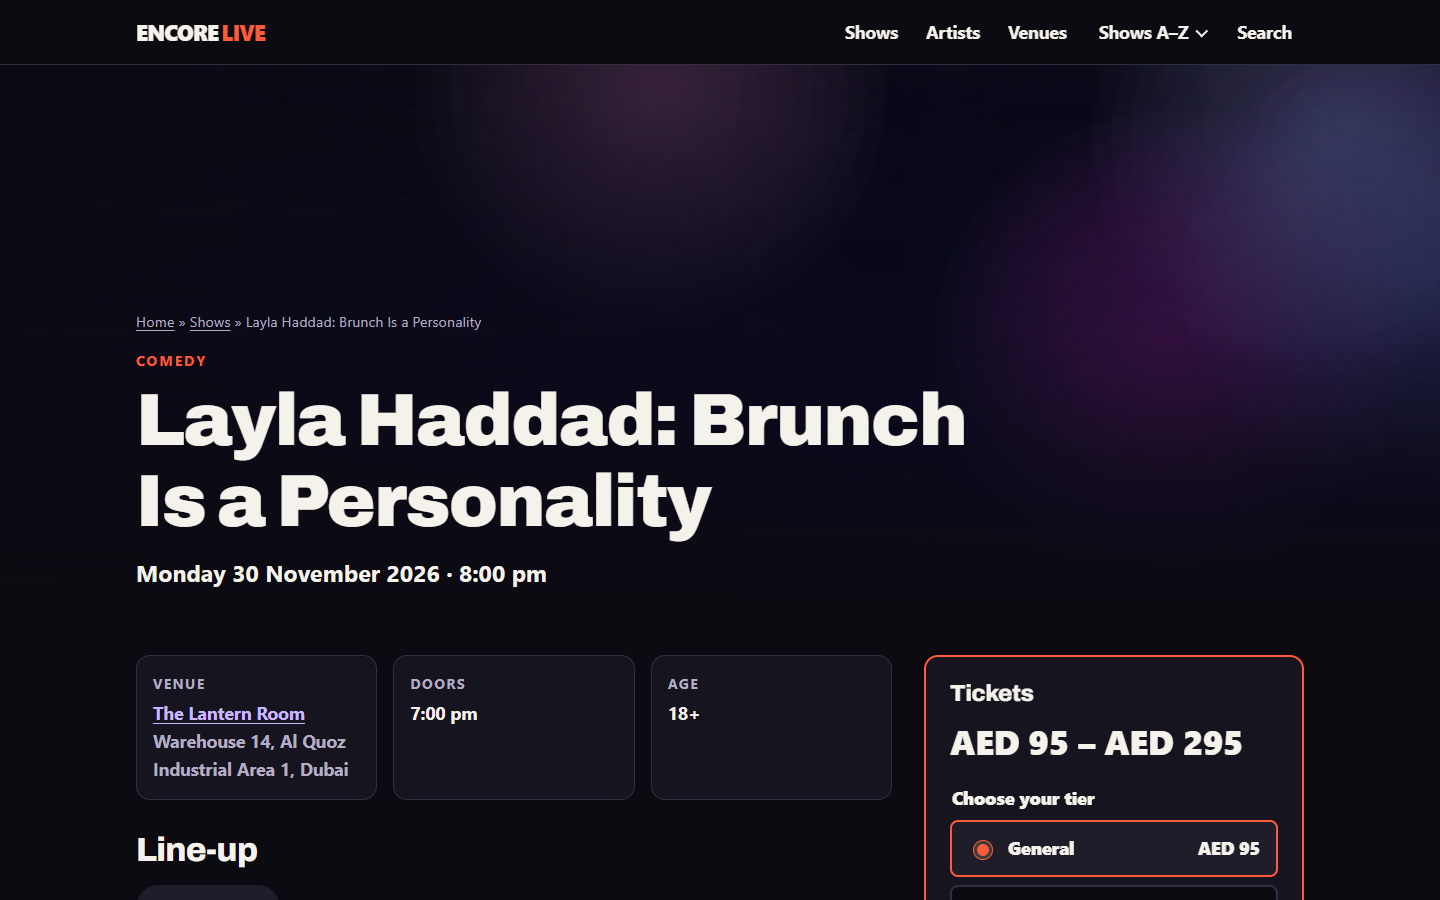 ENCORE LIVE
Shows Artists Venues Shows A–Z Search
Home » Shows » Layla Haddad: Brunch Is a Personality
COMEDY
Layla Haddad: Brunch
Is a Personality
Monday 30 November 2026 · 8:00 pm
VENUE
The Lantern Room
Warehouse 14, Al Quoz
Industrial Area 1, Dubai
DOORS
7:00 pm
AGE
18+
Line-up
Tickets
AED 95 – AED 295
Choose your tier
General AED 95